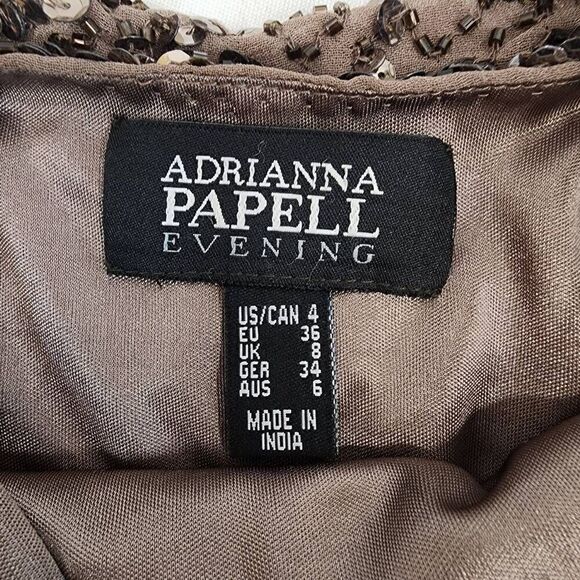 ADRIANNA
PAPELL
EVENING
US/CAN 4
EU 36
UK 8
GER 34
AUS 6
MADE IN
INDIA